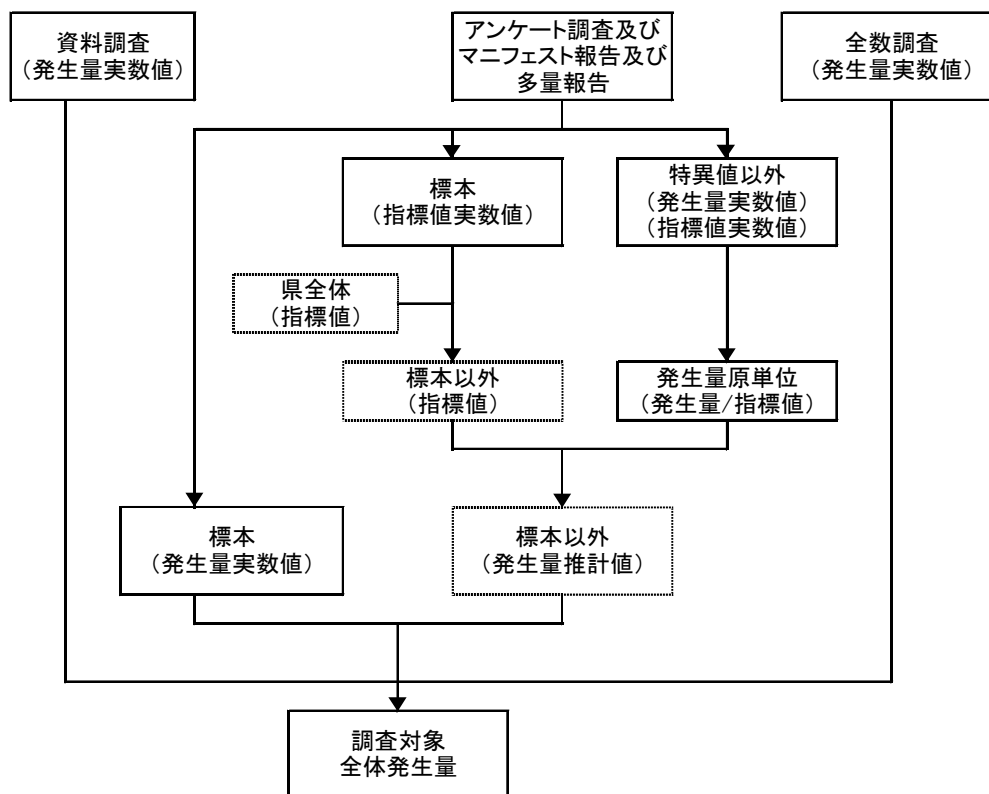 資料調査
(発生量実数値)
アンケート調査及び
マニフェスト報告及び
多量報告
全数調査
(発生量実数値)
標本
(指標値実数値)
特異値以外
(発生量実数値)
(指標値実数値)
県全体
(指標値)
標本以外
(指標値)
発生量原単位
(発生量/指標値)
標本
(発生量実数値)
標本以外
(発生量推計値)
調査対象
全体発生量